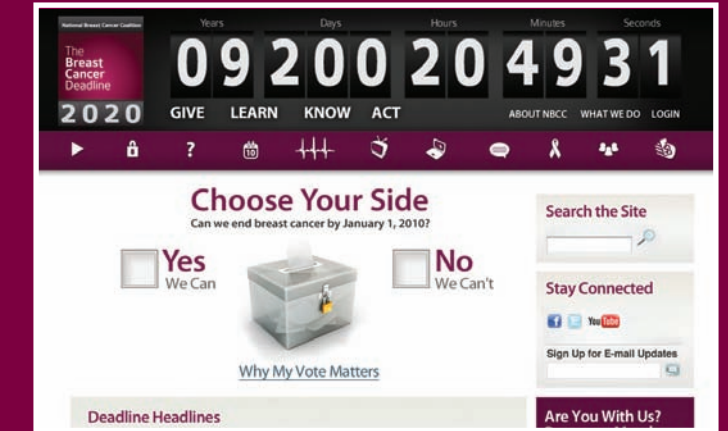 National Breast Cancer Coalition
The
Breast
Cancer
Deadline
2020
Years Days Hours Minutes Seconds
09 200 20 49 31
GIVE LEARN KNOW ACT
ABOUT NBCC WHAT WE DO LOGIN
?
10
Choose Your Side
Can we end breast cancer by January 1, 2010?
Yes
We Can
No
We Can't
Why My Vote Matters
Deadline Headlines
Search the Site
Stay Connected
f
You Tube
Sign Up for E-mail Updates
Are You With Us?